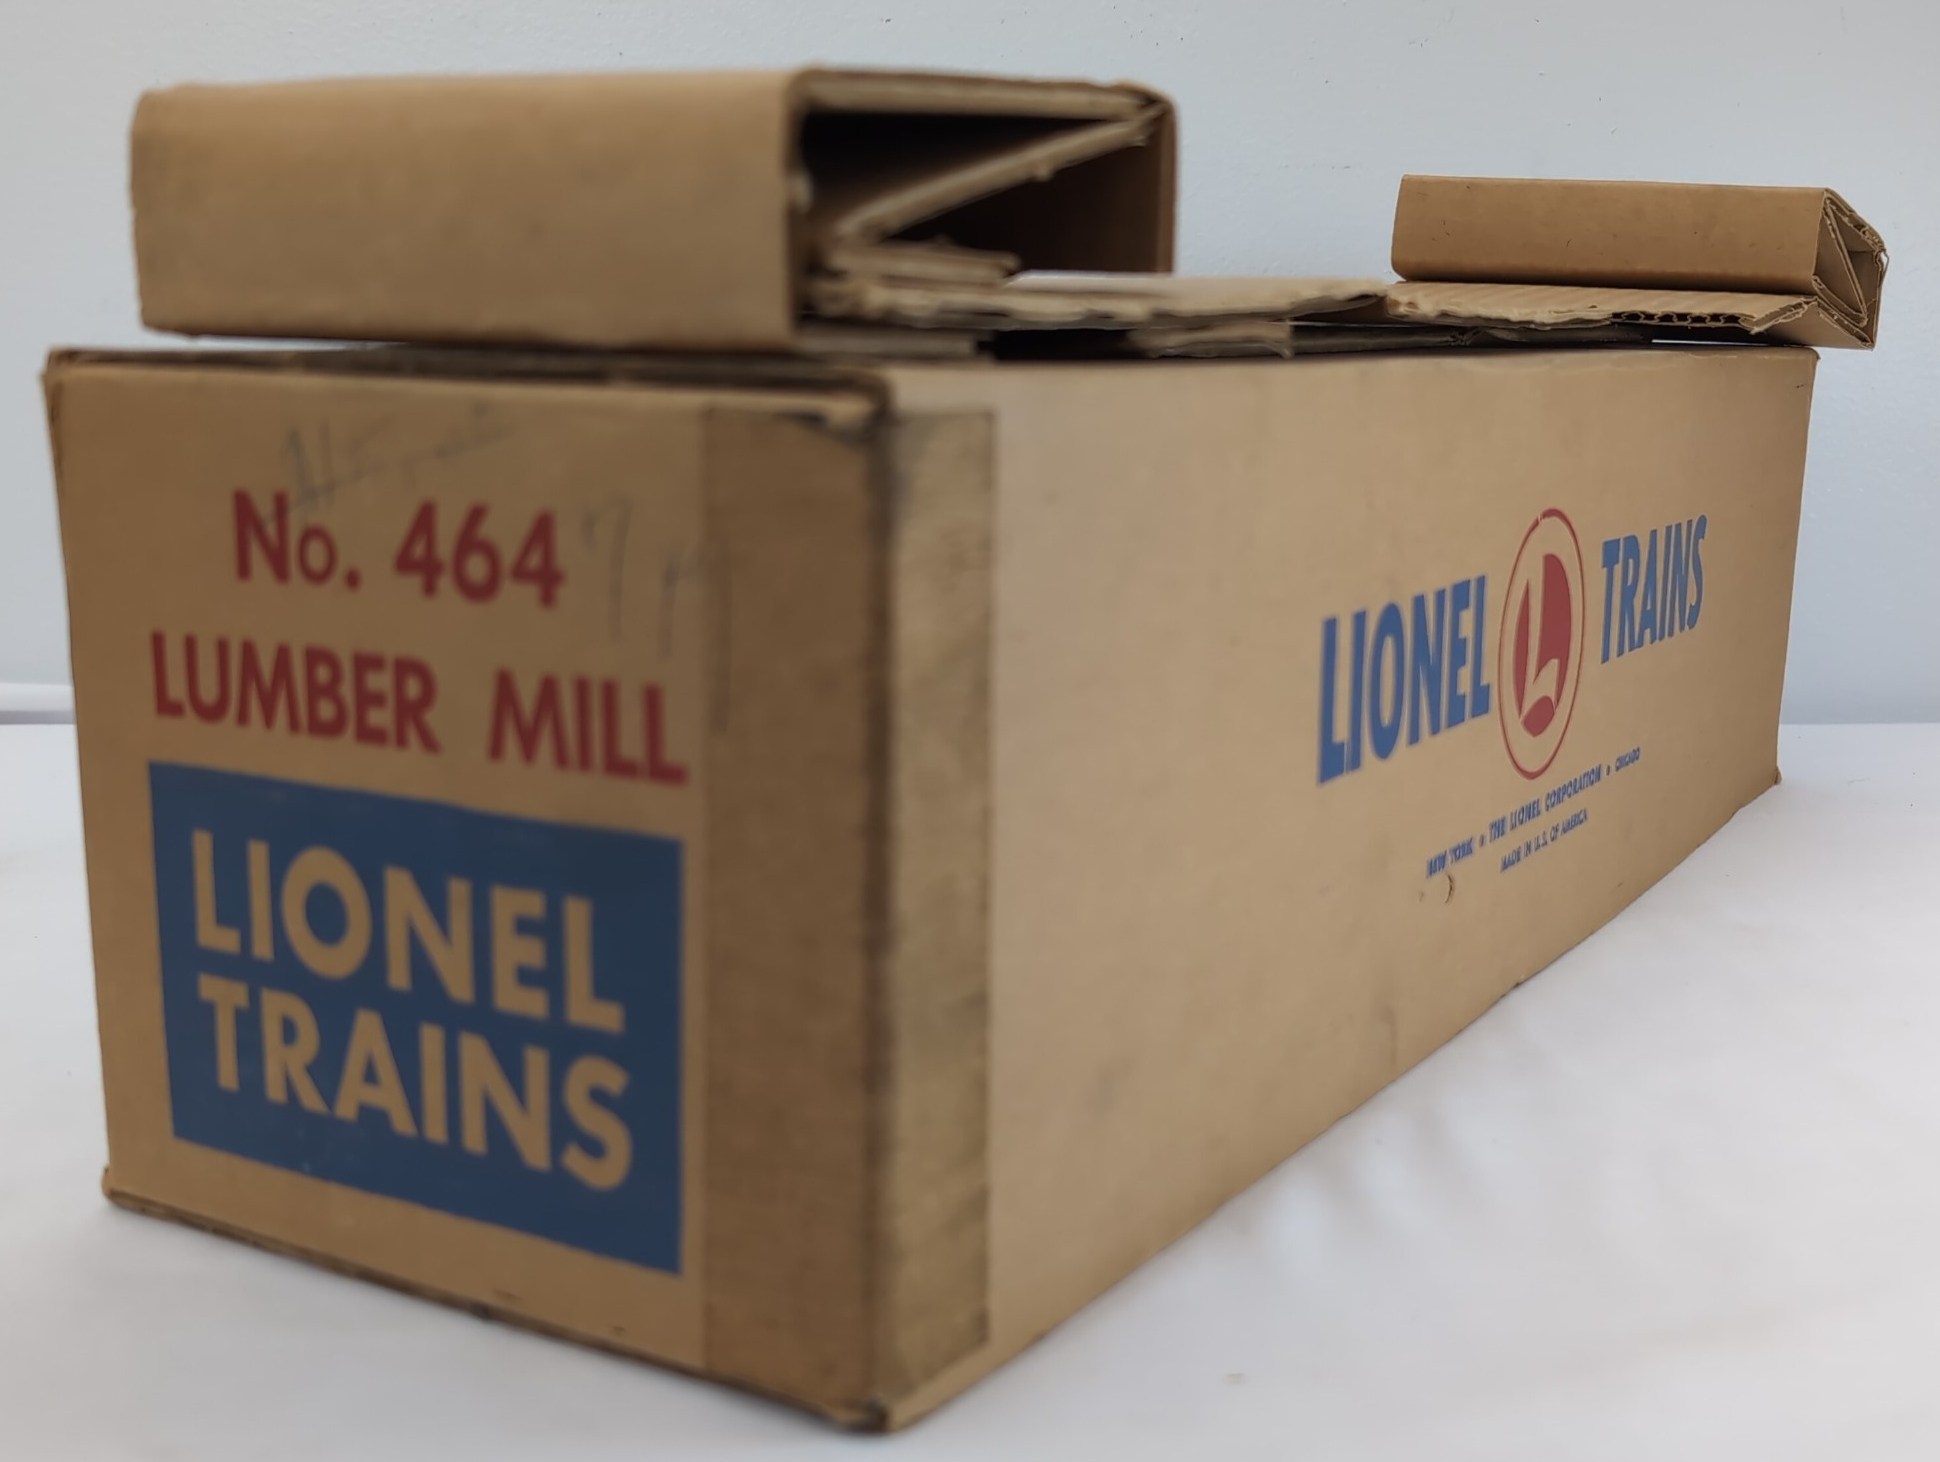 No. 464
LUMBER MILL
LIONEL
TRAINS
LIONEL L TRAINS
NEW YORK • THE LIONEL CORPORATION • CHICAGO
MADE IN U.S. OF AMERICA